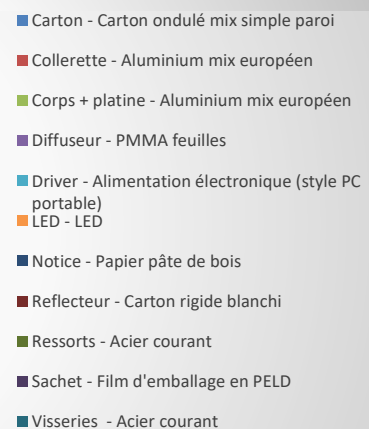 Carton - Carton ondulé mix simple paroi
Collerette - Aluminium mix européen
Corps + platine - Aluminium mix européen
Diffuseur - PMMA feuilles
Driver - Alimentation électronique (style PC
portable)
LED - LED
Notice - Papier pâte de bois
Reflecteur - Carton rigide blanchi
Ressorts - Acier courant
Sachet - Film d'emballage en PELD
Visseries - Acier courant